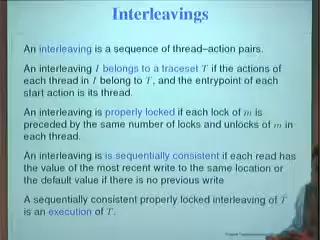 Interleavings
An interleaving is a sequence of thread–action pairs.
An interleaving I belongs to a traceset T if the actions of
each thread in I belong to T, and the entrypoint of each
start action is its thread.
An interleaving is properly locked if each lock of m is
preceded by the same number of locks and unlocks of m in
each thread.
An interleaving is is sequentially consistent if each read has
the value of the most recent write to the same location or
the default value if there is no previous write
A sequentially consistent properly locked interleaving of T
is an execution of T.